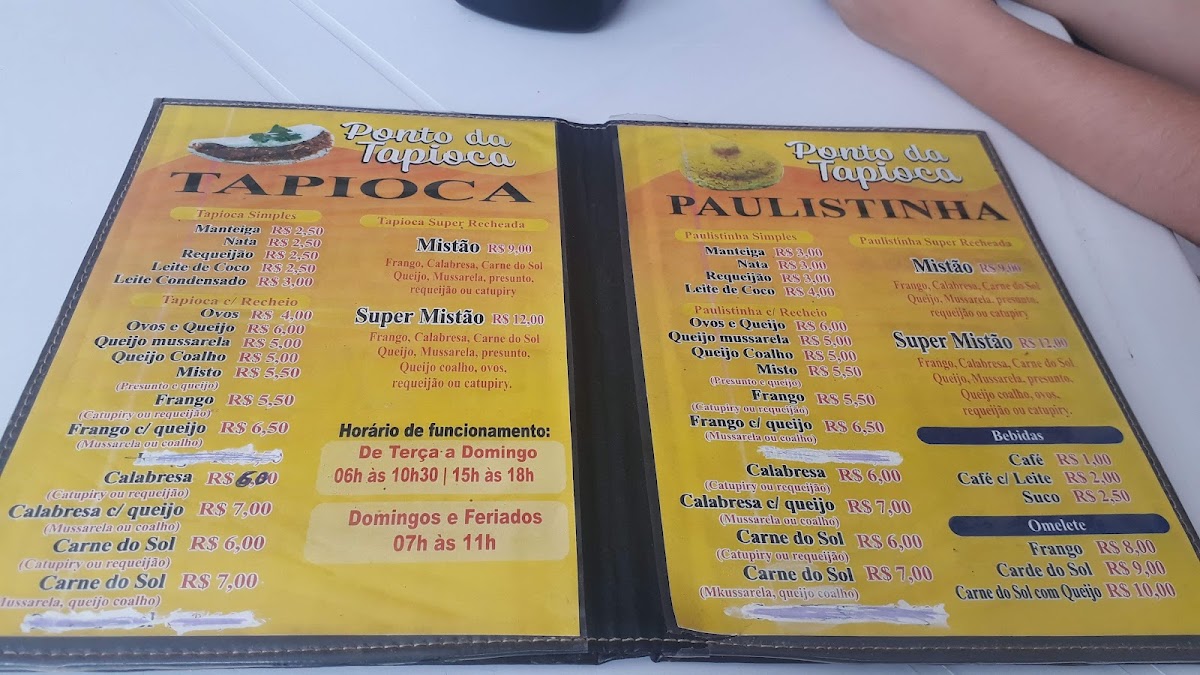 Ponto da
Tapioca
TAPIOCA
Tapioca Simples
Manteiga R$ 2,50
Nata R$ 2,50
Requeijão R$ 2,50
Leite de Coco R$ 2,50
Leite Condensado R$ 3,00
Tapioca c/ Recheio
Ovos R$ 4,00
Ovos e Queijo R$ 6,00
Queijo mussarela R$ 5,00
Queijo Coalho R$ 5,00
Misto R$ 5,50
(Presunto e queijo)
Frango R$ 5,50
(Catupiry ou requeijão)
Frango c/ queijo R$ 6,50
(Mussarela ou coalho)
Calabresa R$ 6,00
(Catupiry ou requeijão)
Calabresa c/ queijo R$ 7,00
(Mussarela ou coalho)
Carne do Sol R$ 6,00
(Catupiry ou requeijão)
Carne do Sol R$ 7,00
Mussarela, queijo coalho)
Tapioca Super Recheada
Mistão R$ 9,00
Frango, Calabresa, Carne do Sol
Queijo, Mussarela, presunto,
requeijão ou catupiry
Super Mistão R$ 12,00
Frango, Calabresa, Carne do Sol
Queijo, Mussarela, presunto,
Queijo coalho, ovos,
requeijão ou catupiry.
Horário de funcionamento:
De Terça a Domingo
06h às 10h30 | 15h às 18h
Domingos e Feriados
07h às 11h
Ponto da
Tapioca
PAULISTINHA
Paulistinha Simples
Manteiga R$ 3,00
Nata R$ 3,00
Requeijão R$ 3,00
Leite de Coco R$ 4,00
Paulistinha c/ Recheio
Ovos e Queijo R$ 6,00
Queijo mussarela R$ 5,00
Queijo Coalho R$ 5,00
Misto R$ 5,50
(Presunto e queijo)
Frango R$ 5,50
(Catupiry ou requeijão)
Frango c/ queijo R$ 6,50
(Mussarela ou coalho)
Calabresa R$ 6,00
(Catupiry ou requeijão)
Calabresa c/ queijo R$ 7,00
(Mussarela ou coalho)
Carne do Sol R$ 6,00
(Catupiry ou requeijão)
Carne do Sol R$ 7,00
(Mkussarela, queijo coalho)
Paulistinha Super Recheada
Mistão R$ 9,00
Frango, Calabresa, Carne do Sol
Queijo, Mussarela, presunto,
requeijão ou catupiry
Super Mistão R$ 12,00
Frango, Calabresa, Carne do Sol
Queijo, Mussarela, presunto,
Queijo coalho, ovos,
requeijão ou catupiry.
Bebidas
Café R$ 1,00
Café c/ Leite R$ 2,00
Suco R$ 2,50
Omelete
Frango R$ 8,00
Carde do Sol R$ 9,00
Carne do Sol com Queijo R$ 10,00